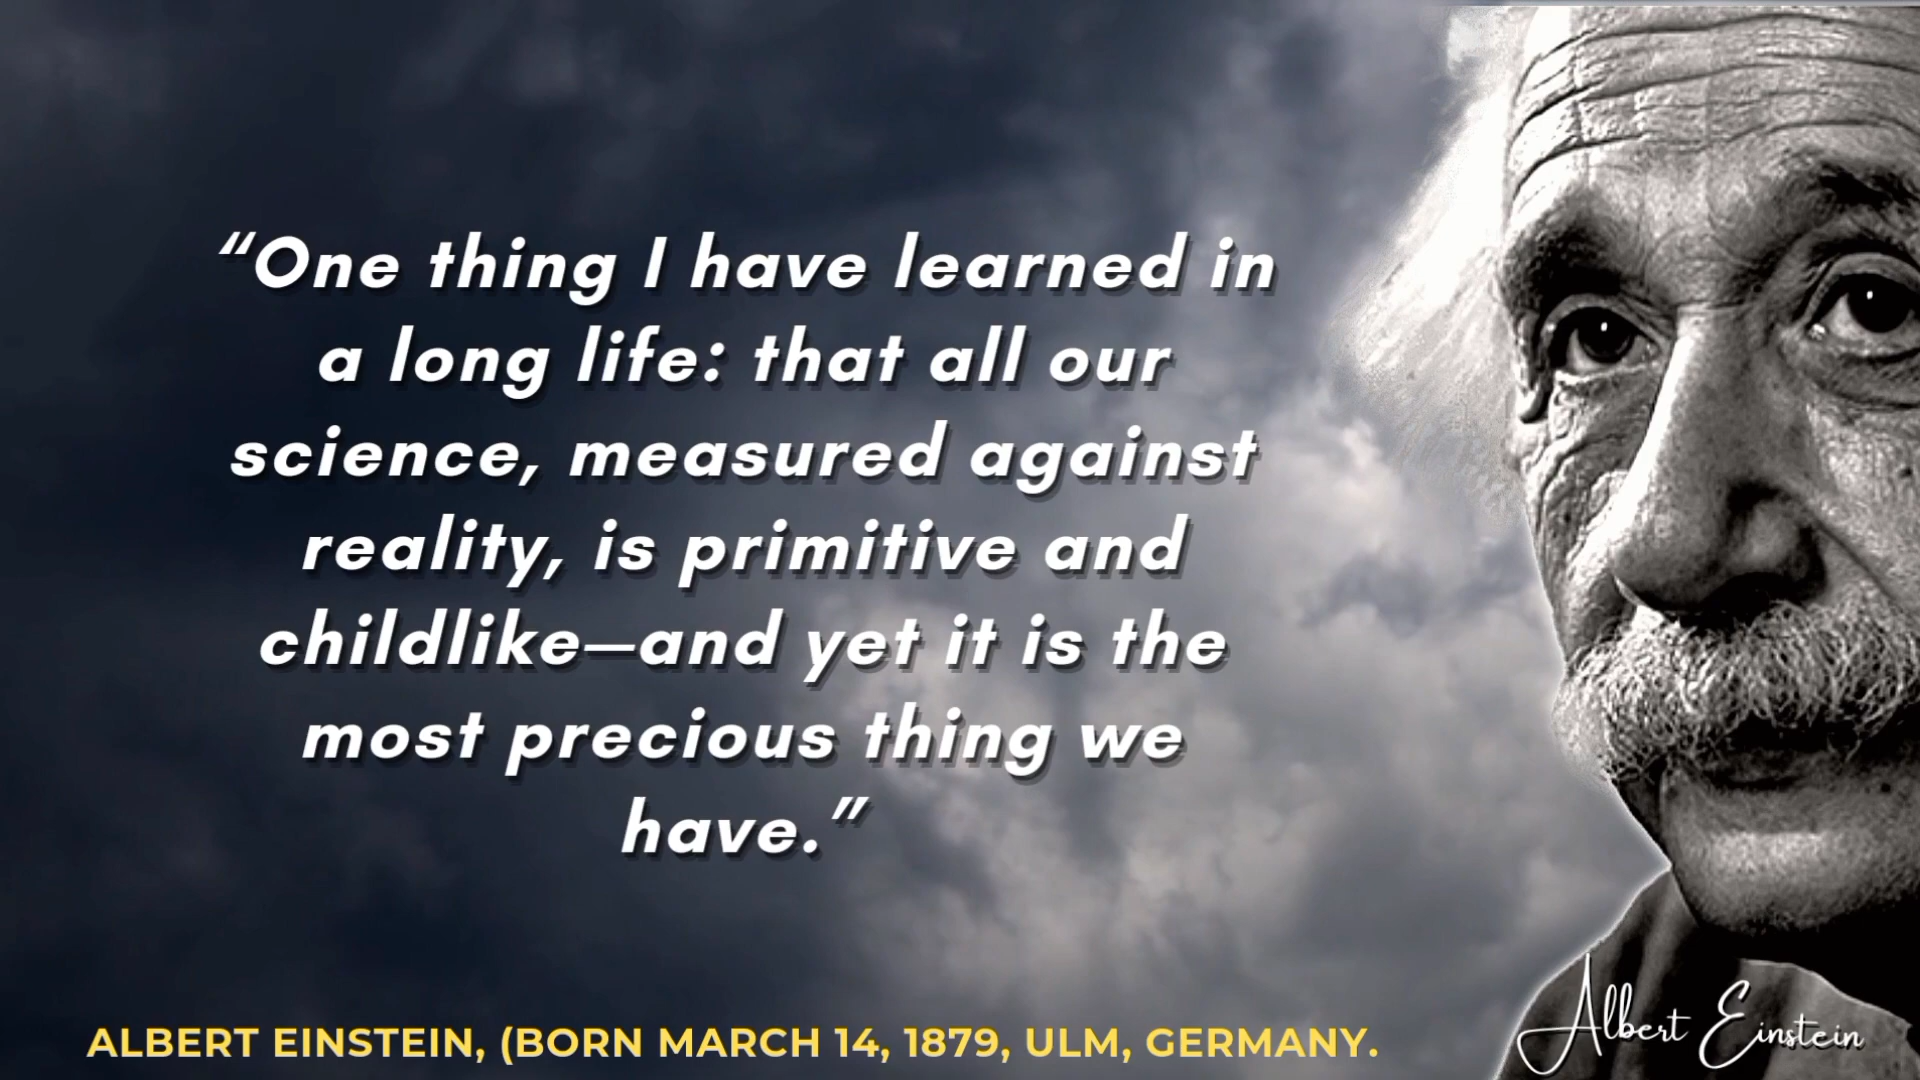 “One thing I have learned in
a long life: that all our
science, measured against
reality, is primitive and
childlike—and yet it is the
most precious thing we
have.”
ALBERT EINSTEIN, (BORN MARCH 14, 1879, ULM, GERMANY.
Albert Einstein